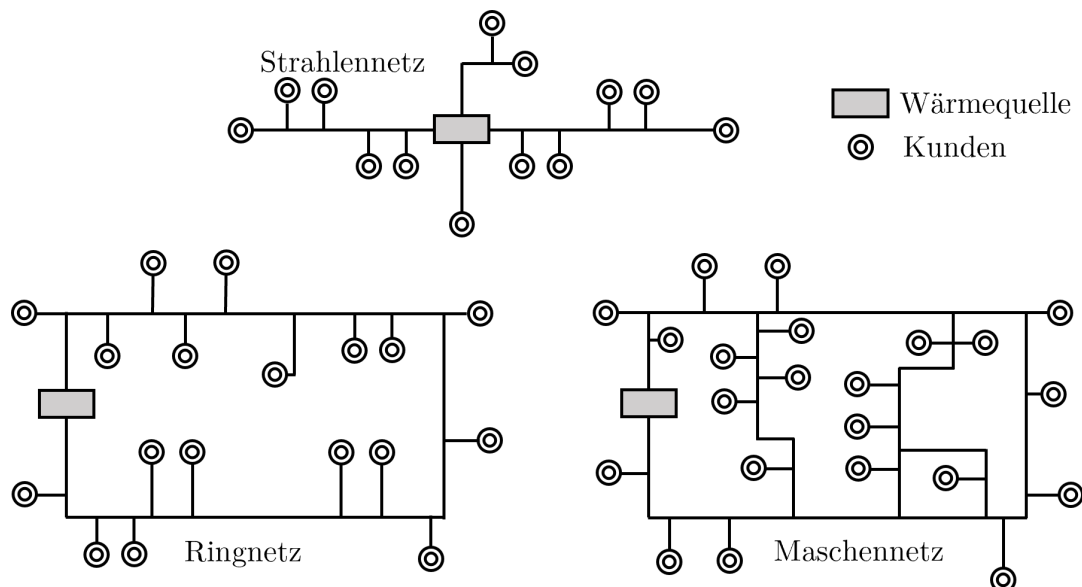 Strahlennetz
Wärmequelle
Kunden
Ringnetz
Maschennetz